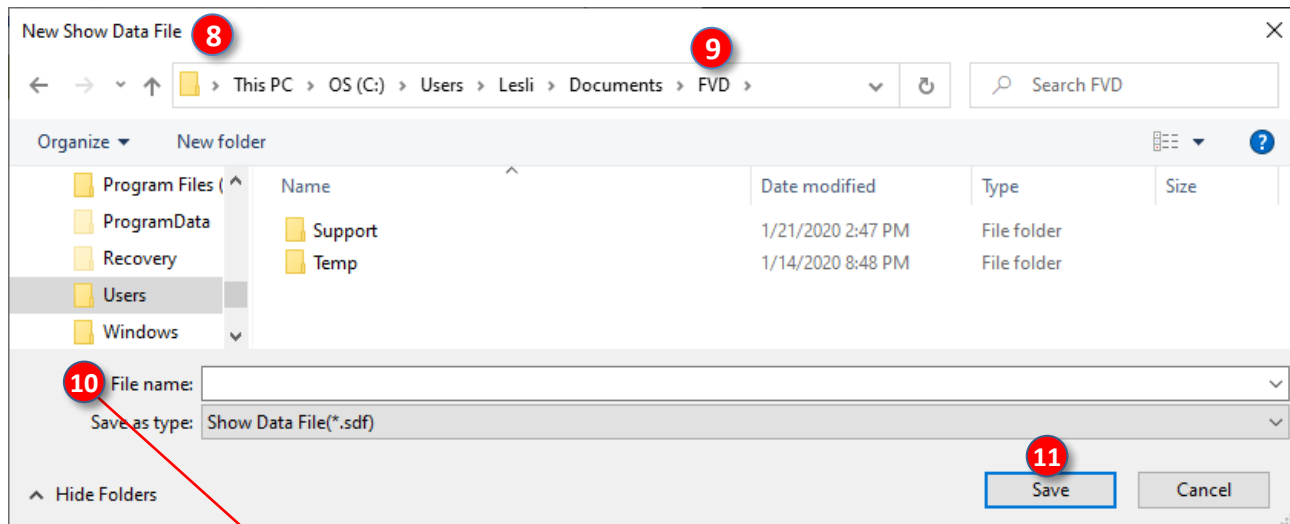 New Show Data File 8
9
This PC > OS (C:) > Users > Lesli > Documents > FVD >
Search FVD
Organize New folder
?
Name Date modified Type Size
Program Files (
ProgramData
Recovery
Users
Windows
Support 1/21/2020 2:47 PM File folder
Temp 1/14/2020 8:48 PM File folder
10 File name:
Save as type: Show Data File(*.sdf)
11
Hide Folders
Save Cancel